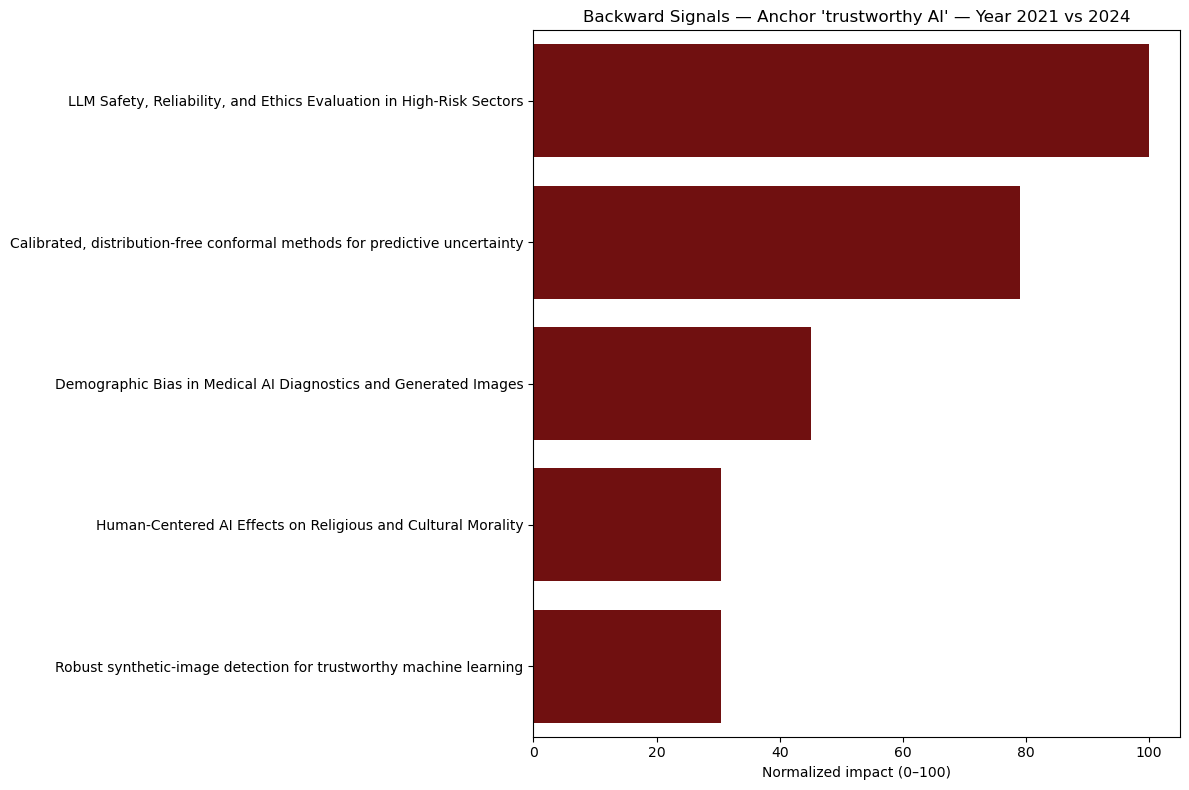 Backward Signals — Anchor 'trustworthy AI' — Year 2021 vs 2024
LLM Safety, Reliability, and Ethics Evaluation in High-Risk Sectors
Calibrated, distribution-free conformal methods for predictive uncertainty
Demographic Bias in Medical AI Diagnostics and Generated Images
Human-Centered AI Effects on Religious and Cultural Morality
Robust synthetic-image detection for trustworthy machine learning
0 20 40 60 80 100
Normalized impact (0–100)